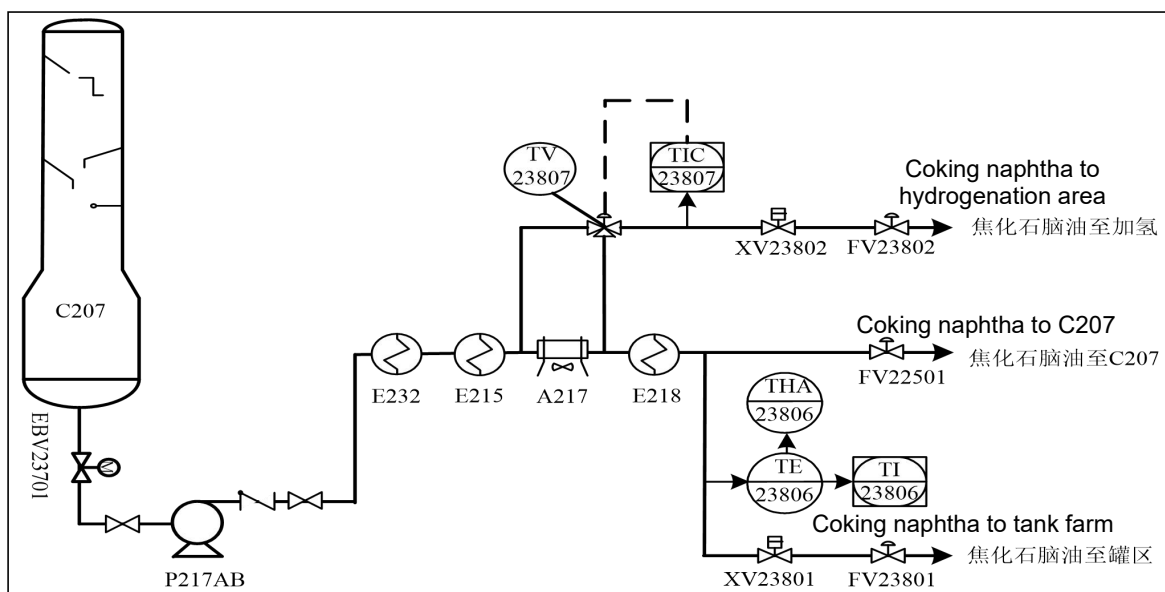 TV
23807
TIC
23807
Coking naphtha to
hydrogenation area
焦化石脑油至加氢
XV23802
FV23802
C207
Coking naphtha to C207
焦化石脑油至C207
FV22501
E232
E215
A217
E218
THA
23806
TE
23806
TI
23806
EBV23701
M
Coking naphtha to tank farm
焦化石脑油至罐区
XV23801
FV23801
P217AB